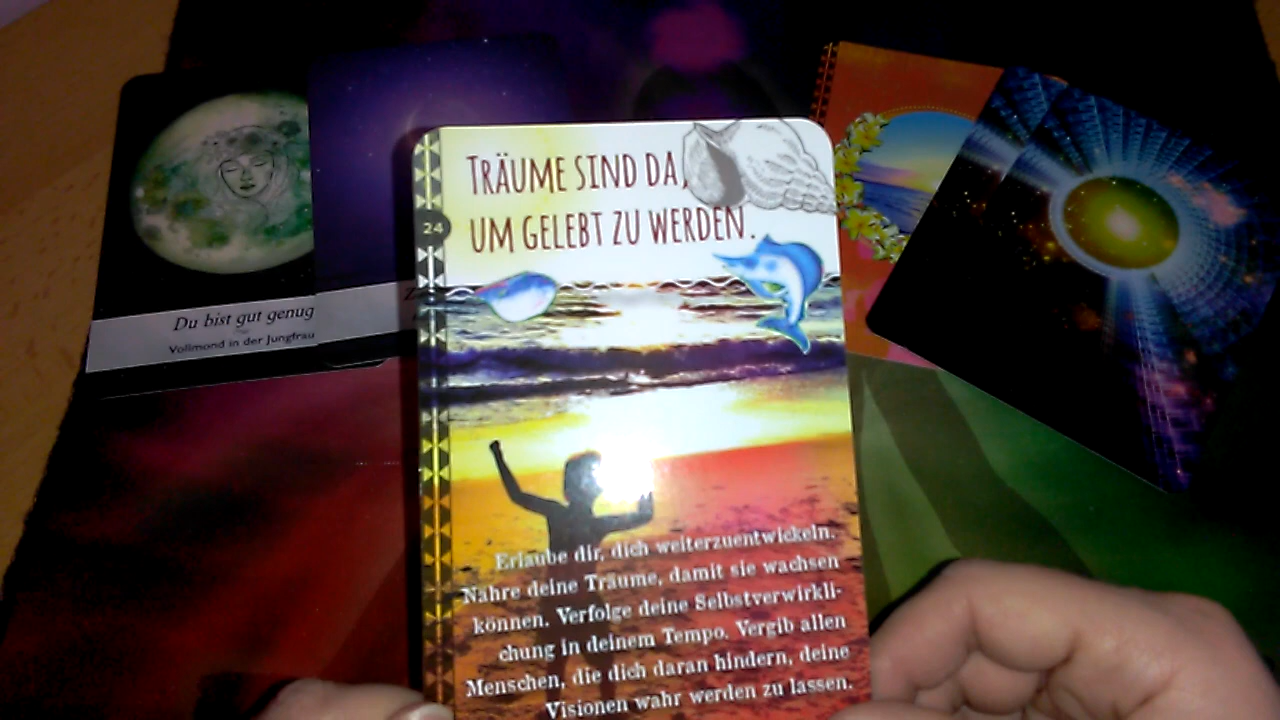 TRÄUME SIND DA,
UM GELEBT ZU WERDEN.
24
Erlaube dir, dich weiterzuentwickeln.
Nähre deine Träume, damit sie wachsen
können. Verfolge deine Selbstverwirkli-
chung in deinem Tempo. Vergib allen
Menschen, die dich daran hindern, deine
Visionen wahr werden zu lassen.
Du bist gut genug
Vollmond in der Jungfrau